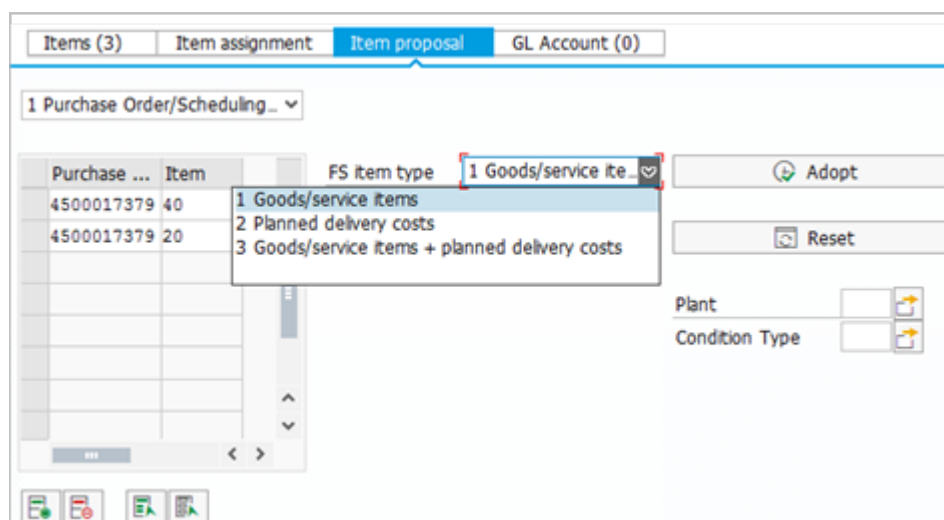 Items (3) Item assignment Item proposal GL Account (0)
1 Purchase Order/Scheduling_
Purchase ... Item FS item type 1 Goods/service ite_ Adopt
4500017379 40 1 Goods/service items
2 Planned delivery costs
4500017379 20 3 Goods/service items + planned delivery costs Reset
Plant
Condition Type